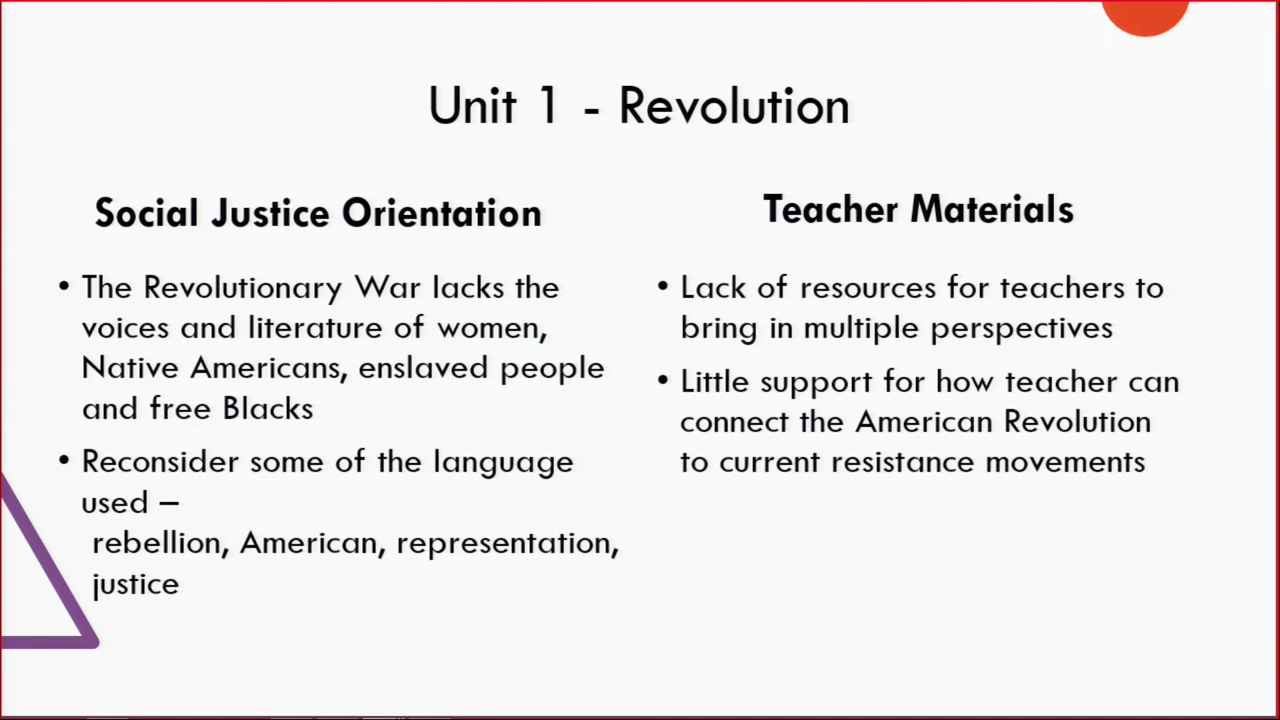 Unit 1 - Revolution
Social Justice Orientation
• The Revolutionary War lacks the
voices and literature of women,
Native Americans, enslaved people
and free Blacks
• Reconsider some of the language
used –
rebellion, American, representation,
justice
Teacher Materials
• Lack of resources for teachers to
bring in multiple perspectives
• Little support for how teacher can
connect the American Revolution
to current resistance movements